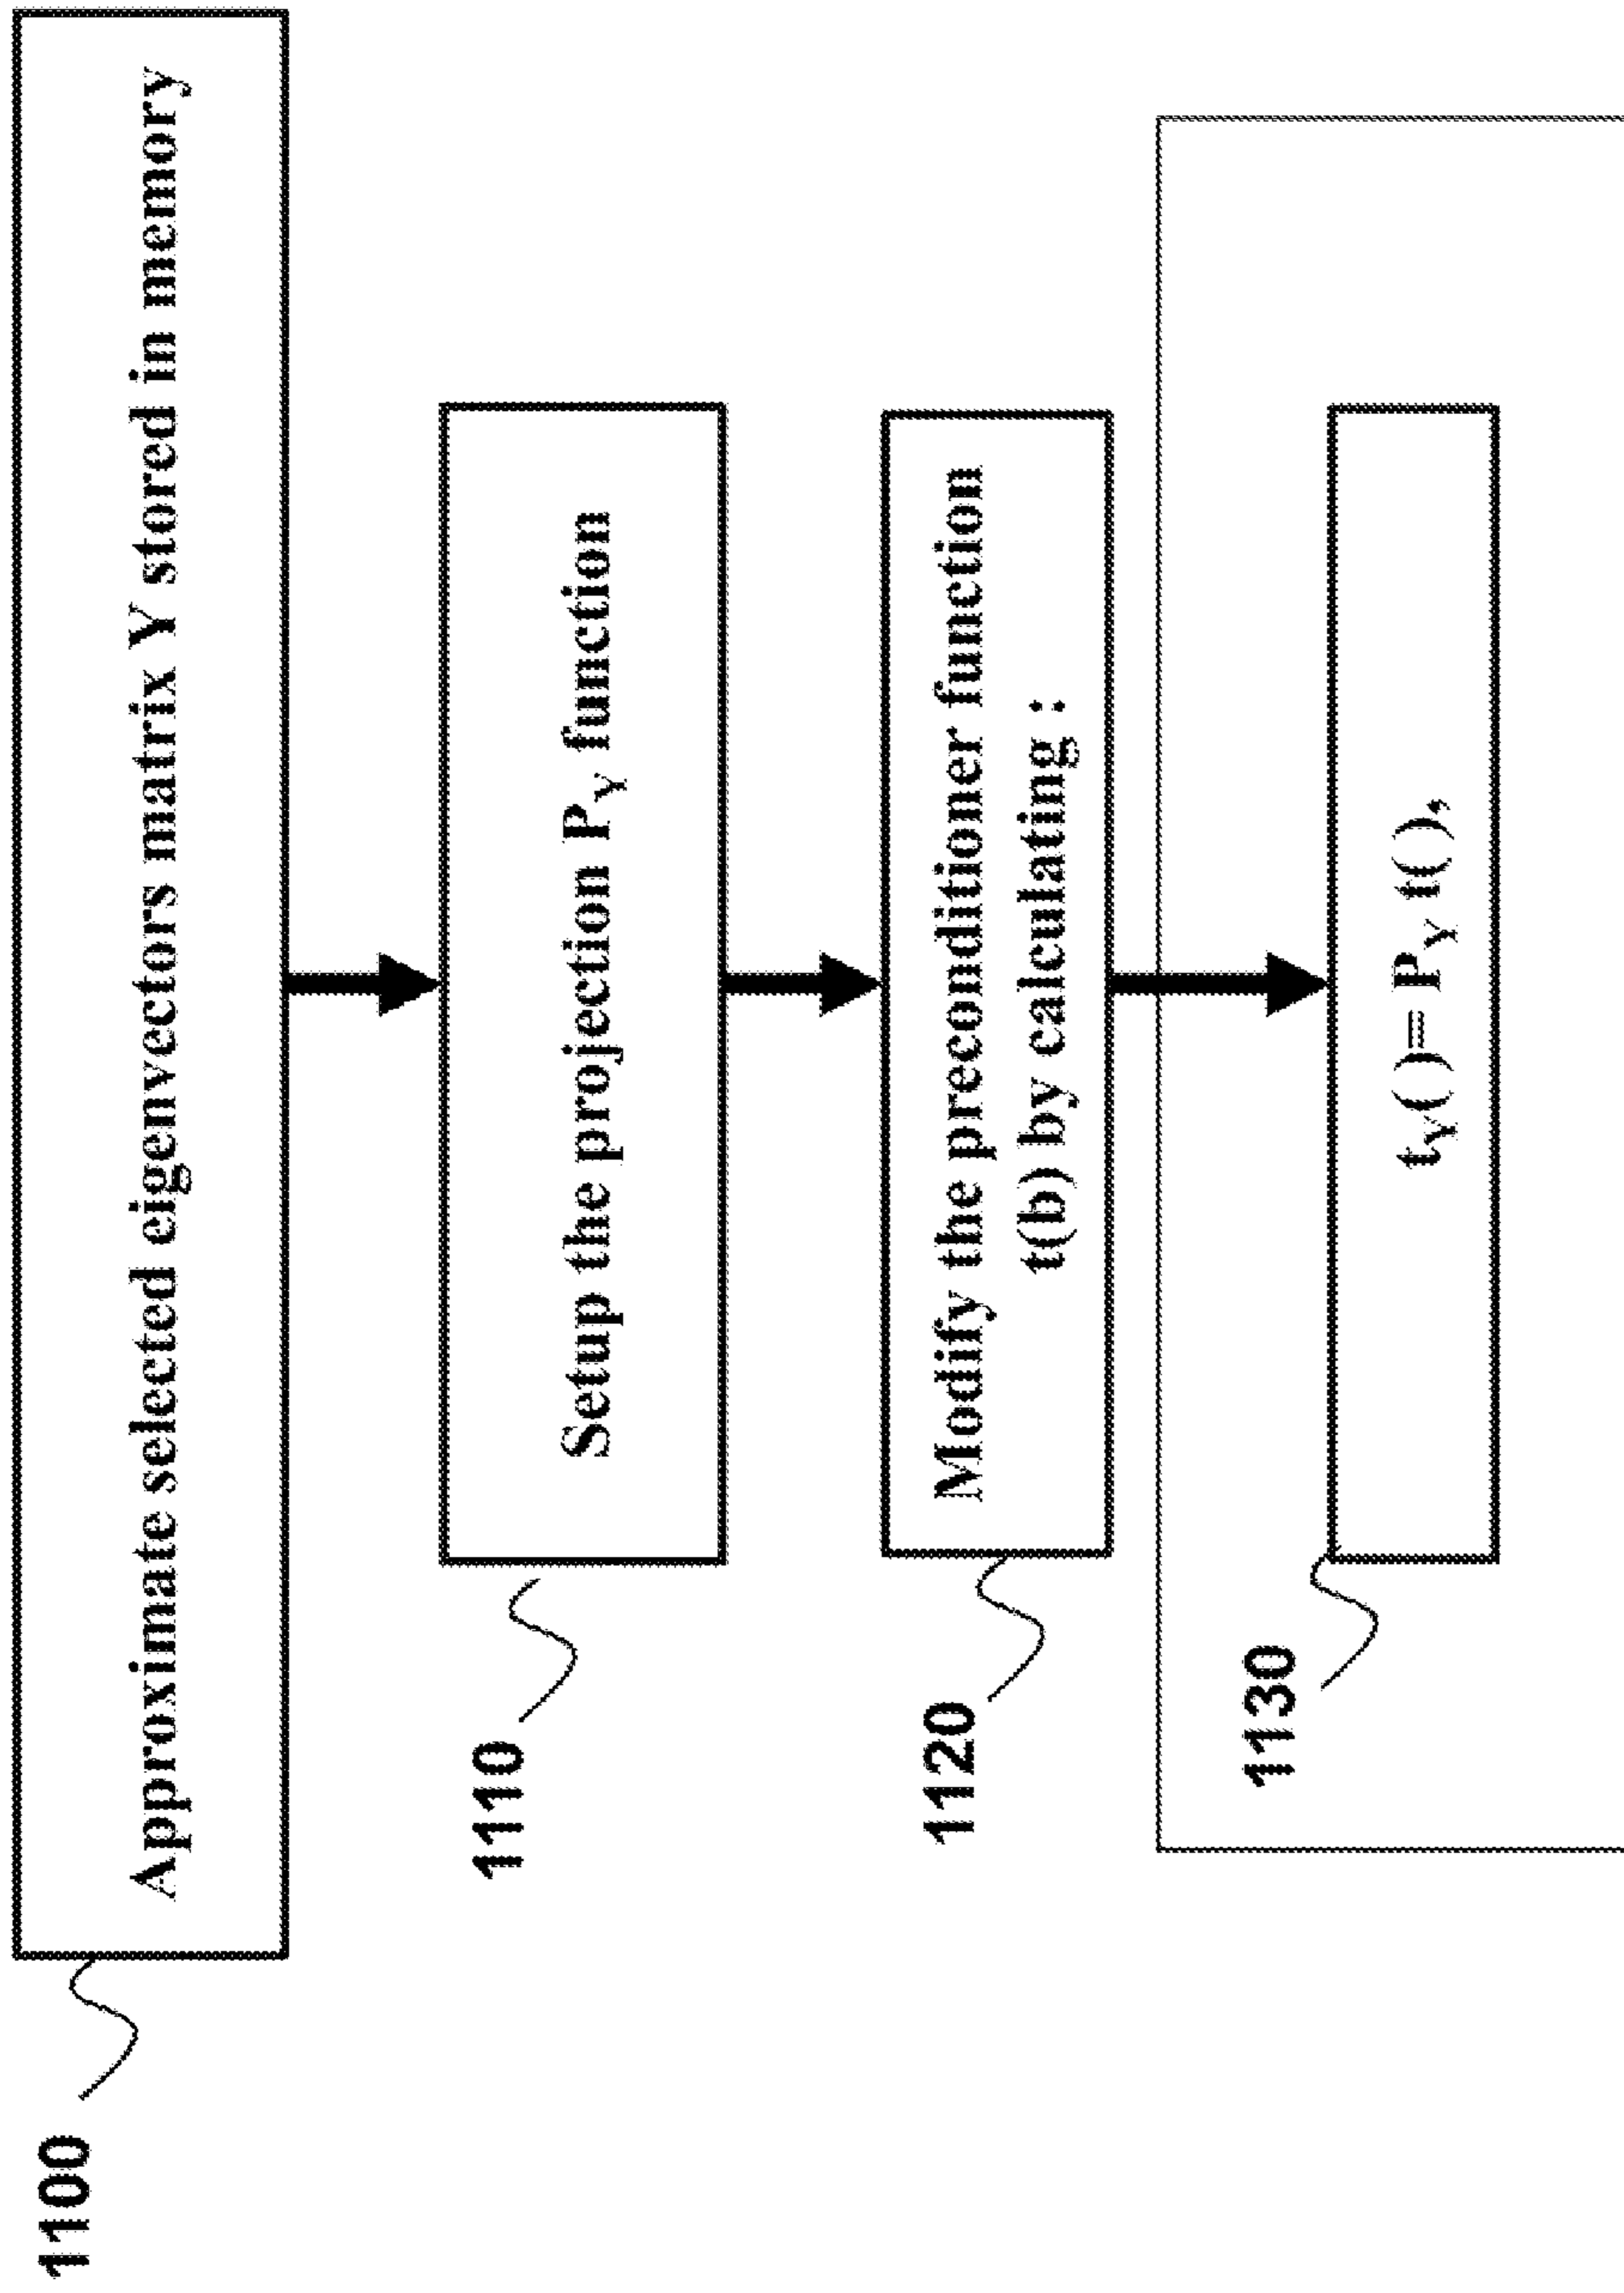 1100
Approximate selected eigenvectors matrix Y stored in memory
1110
Setup the projection P_Y function
1120
Modify the preconditioner function
t(b) by calculating :
1130
t_Y( )= P_Y t( ),